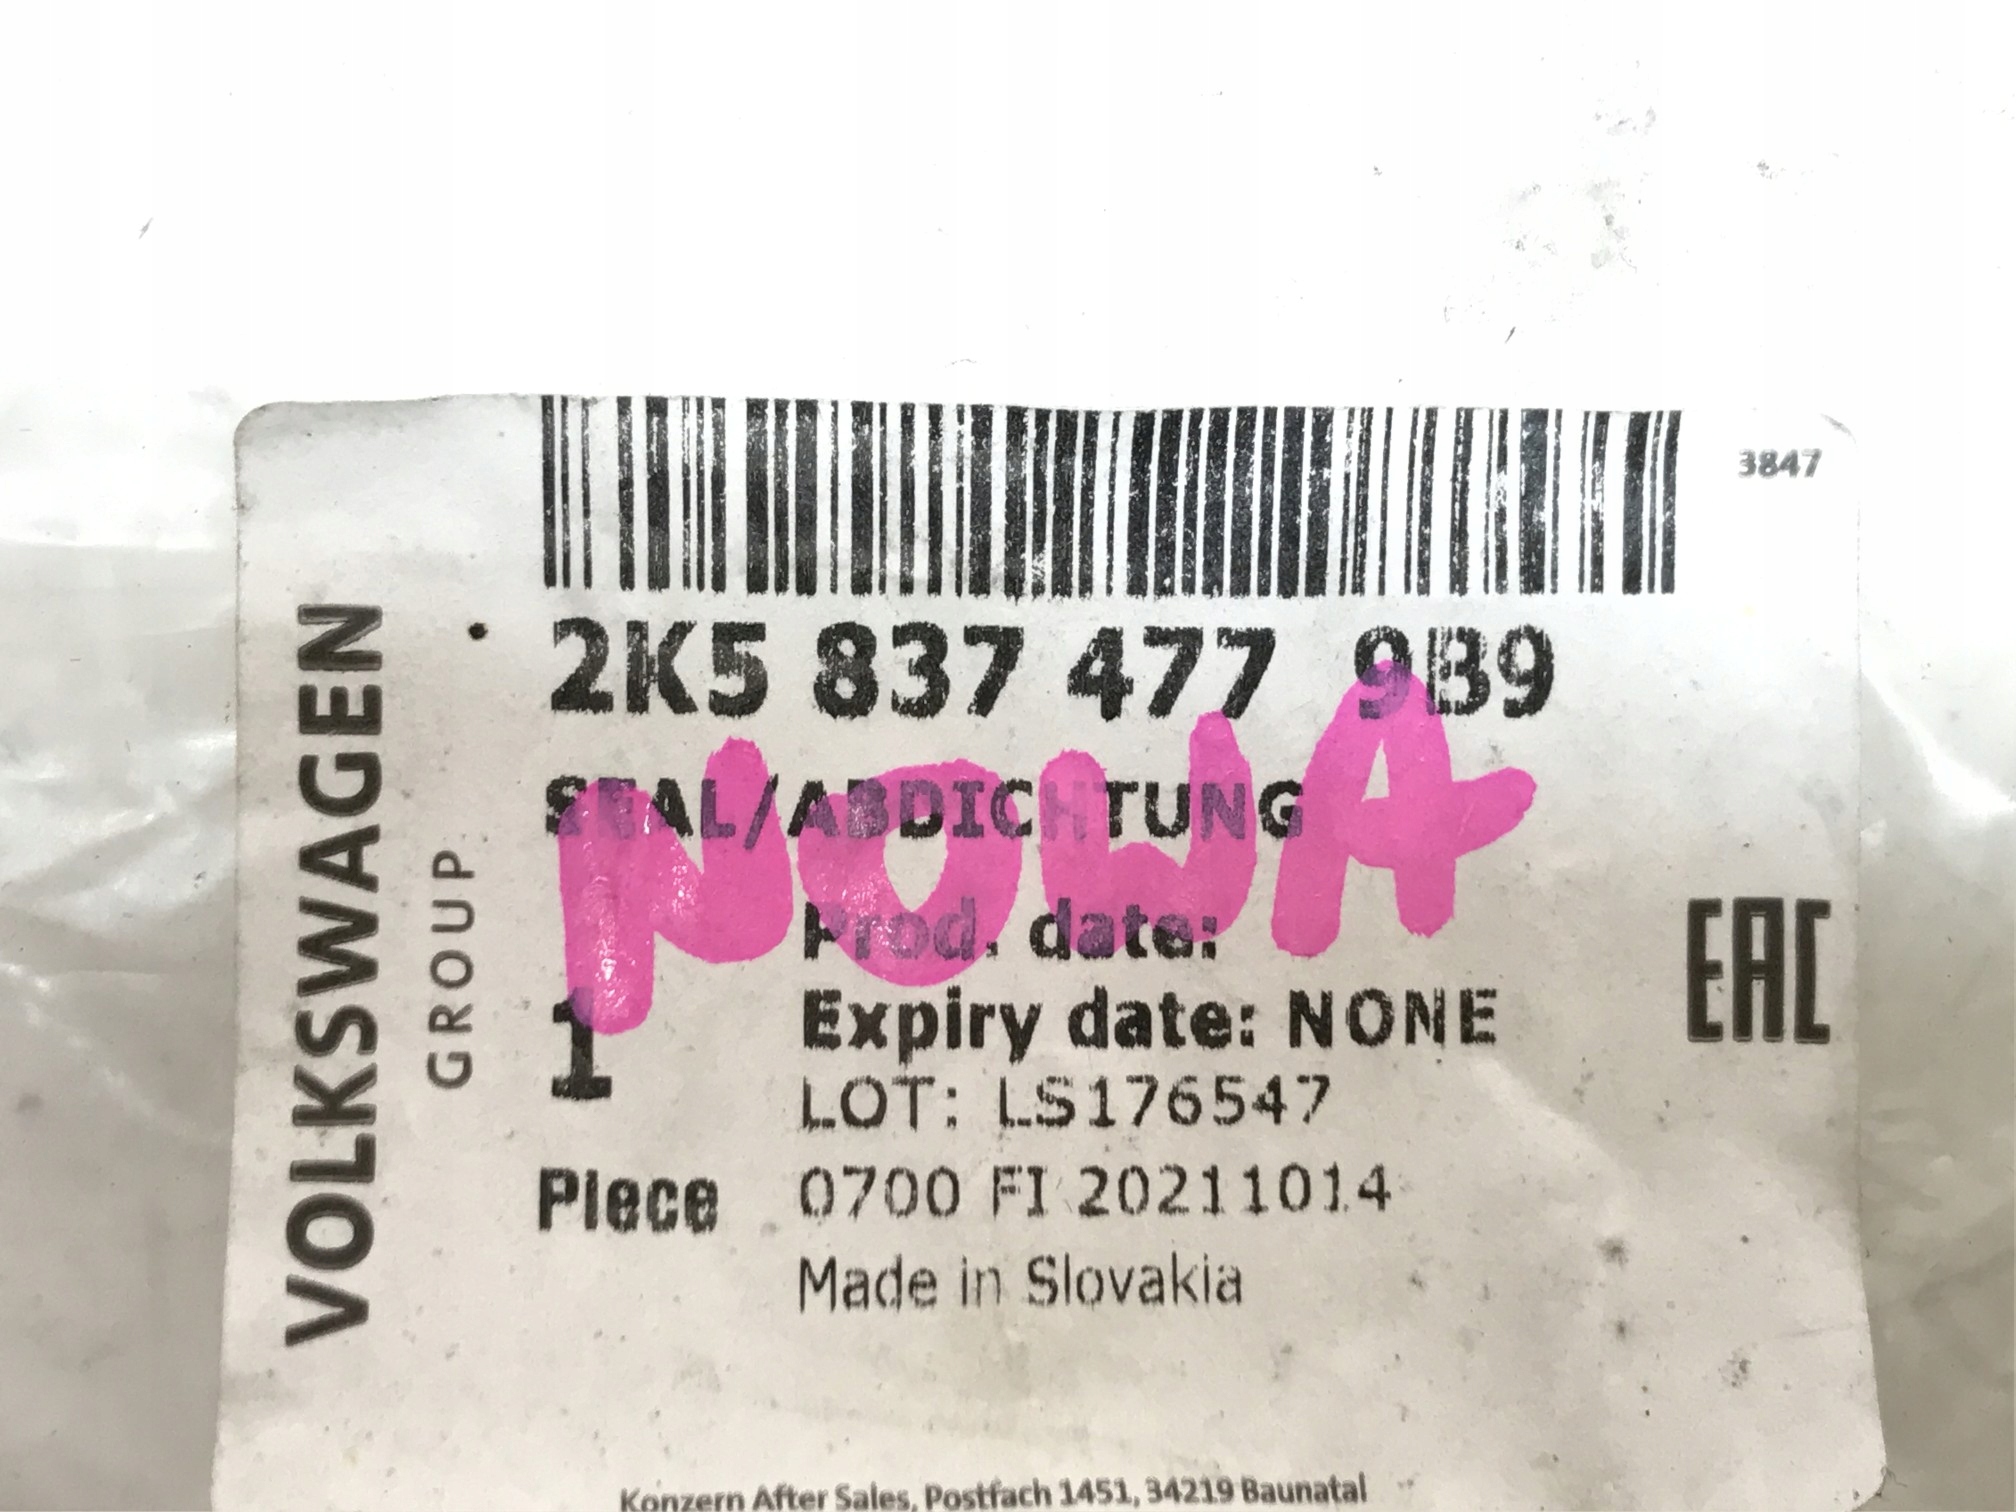 3847
VOLKSWAGEN
GROUP
2K5 837 477 9B9
SEAL/ABDICHTUNG
NOWA
Prod. date:
1
Expiry date: NONE
LOT: LS176547
Piece
0700 FI 20211014
Made in Slovakia
EAC
Konzern After Sales, Postfach 1451, 34219 Baunatal